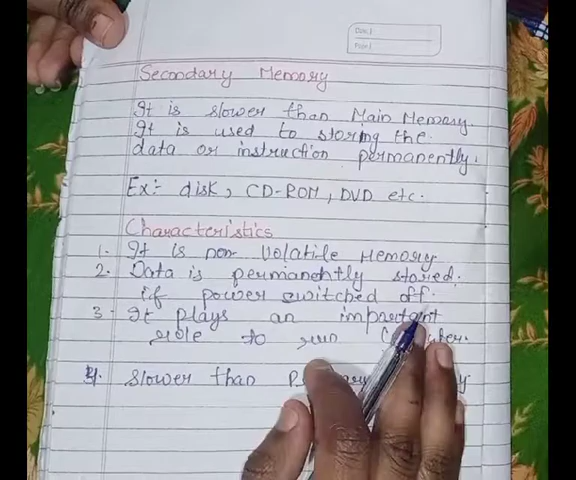 Date:
Page:
Secondary Memory
It is slower than Main Memory
It is used to storing the
data or instruction permanently.
Ex:- disk, CD-ROM, DVD etc.
Characteristics
1. It is non volatile Memory
2. Data is permanently stored.
if power switched off.
3. It plays an
role to run
4. Slower than